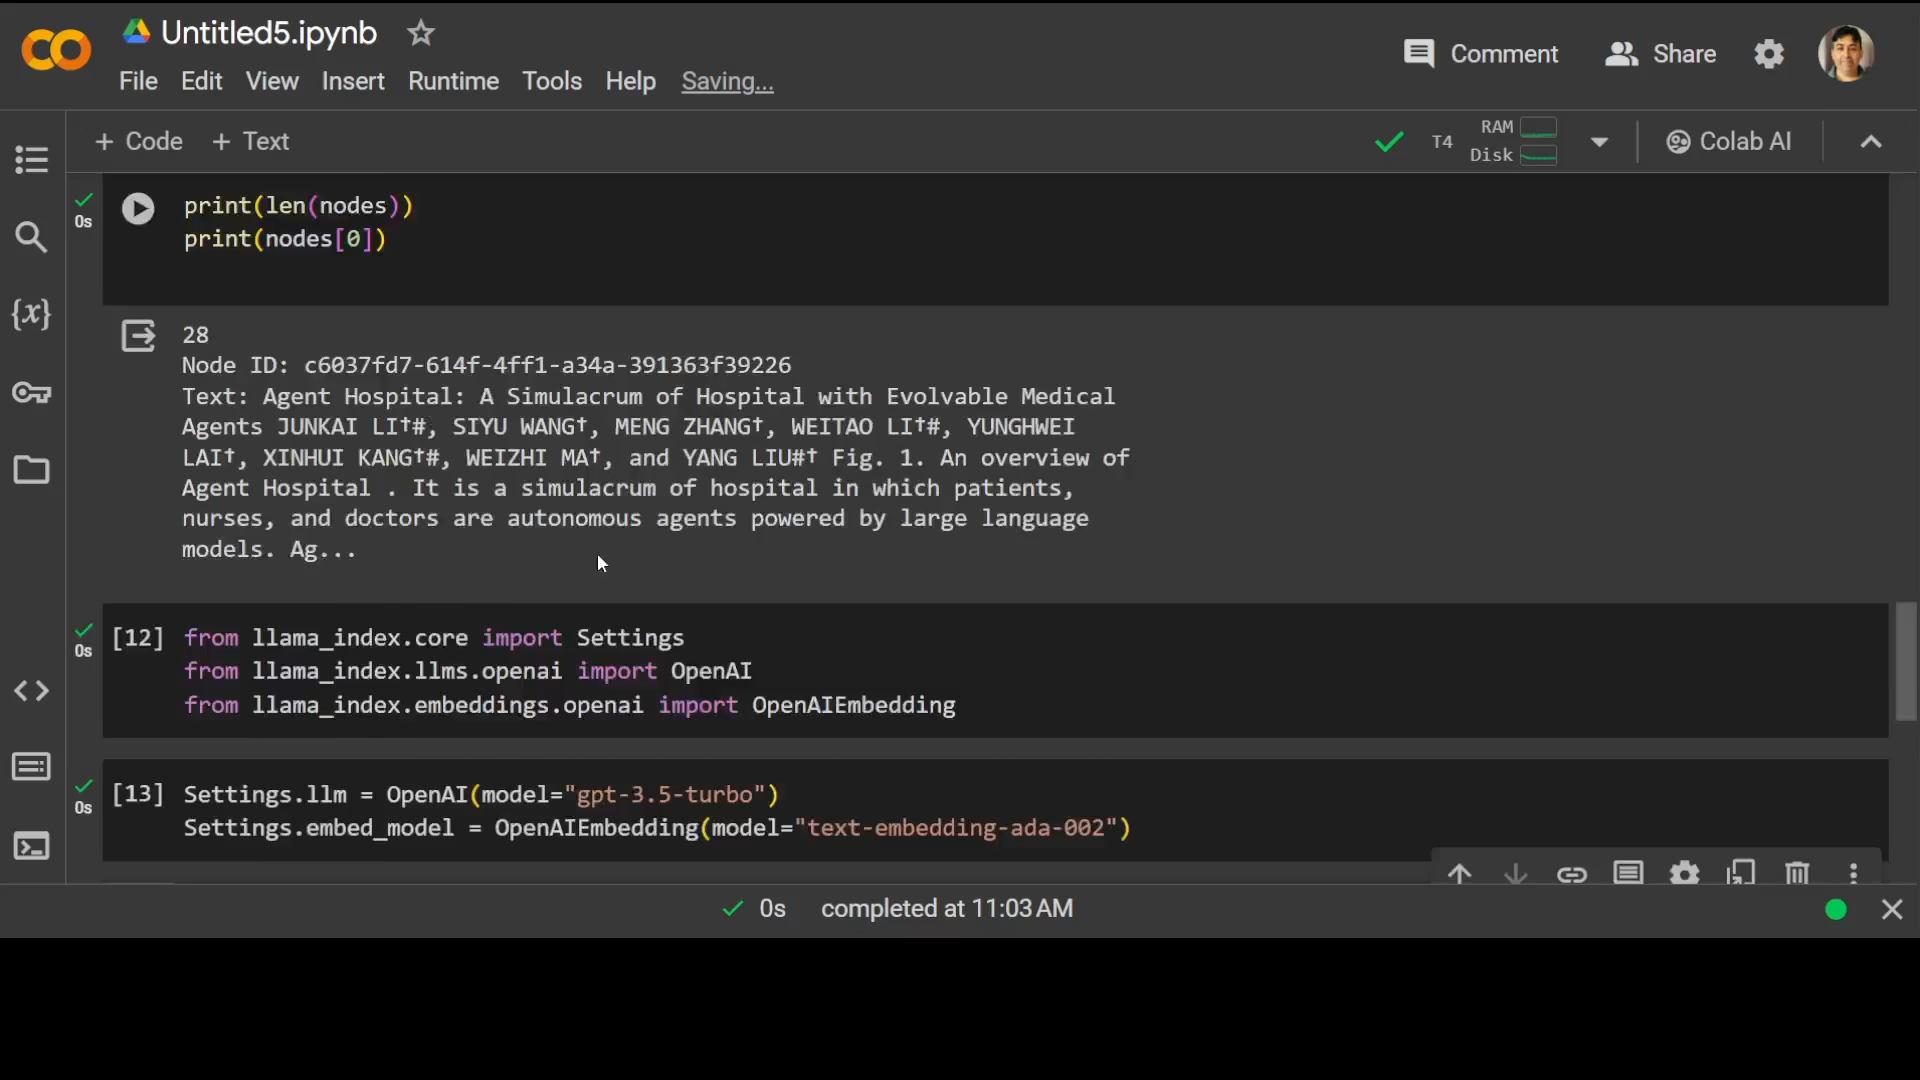 Untitled5.ipynb
Comment
Share
File Edit View Insert Runtime Tools Help Saving...
+ Code + Text
T4
RAM
Disk
Colab AI
0s
print(len(nodes))
print(nodes[0])
28
Node ID: c6037fd7-614f-4ff1-a34a-391363f39226
Text: Agent Hospital: A Simulacrum of Hospital with Evolvable Medical
Agents JUNKAI LI†#, SIYU WANG†, MENG ZHANG†, WEITAO LI†#, YUNGHWEI
LAI†, XINHUI KANG†#, WEIZHI MA†, and YANG LIU#† Fig. 1. An overview of
Agent Hospital . It is a simulacrum of hospital in which patients,
nurses, and doctors are autonomous agents powered by large language
models. Ag...
0s
[12] from llama_index.core import Settings
from llama_index.llms.openai import OpenAI
from llama_index.embeddings.openai import OpenAIEmbedding
0s
[13] Settings.llm = OpenAI(model="gpt-3.5-turbo")
Settings.embed_model = OpenAIEmbedding(model="text-embedding-ada-002")
0s completed at 11:03 AM